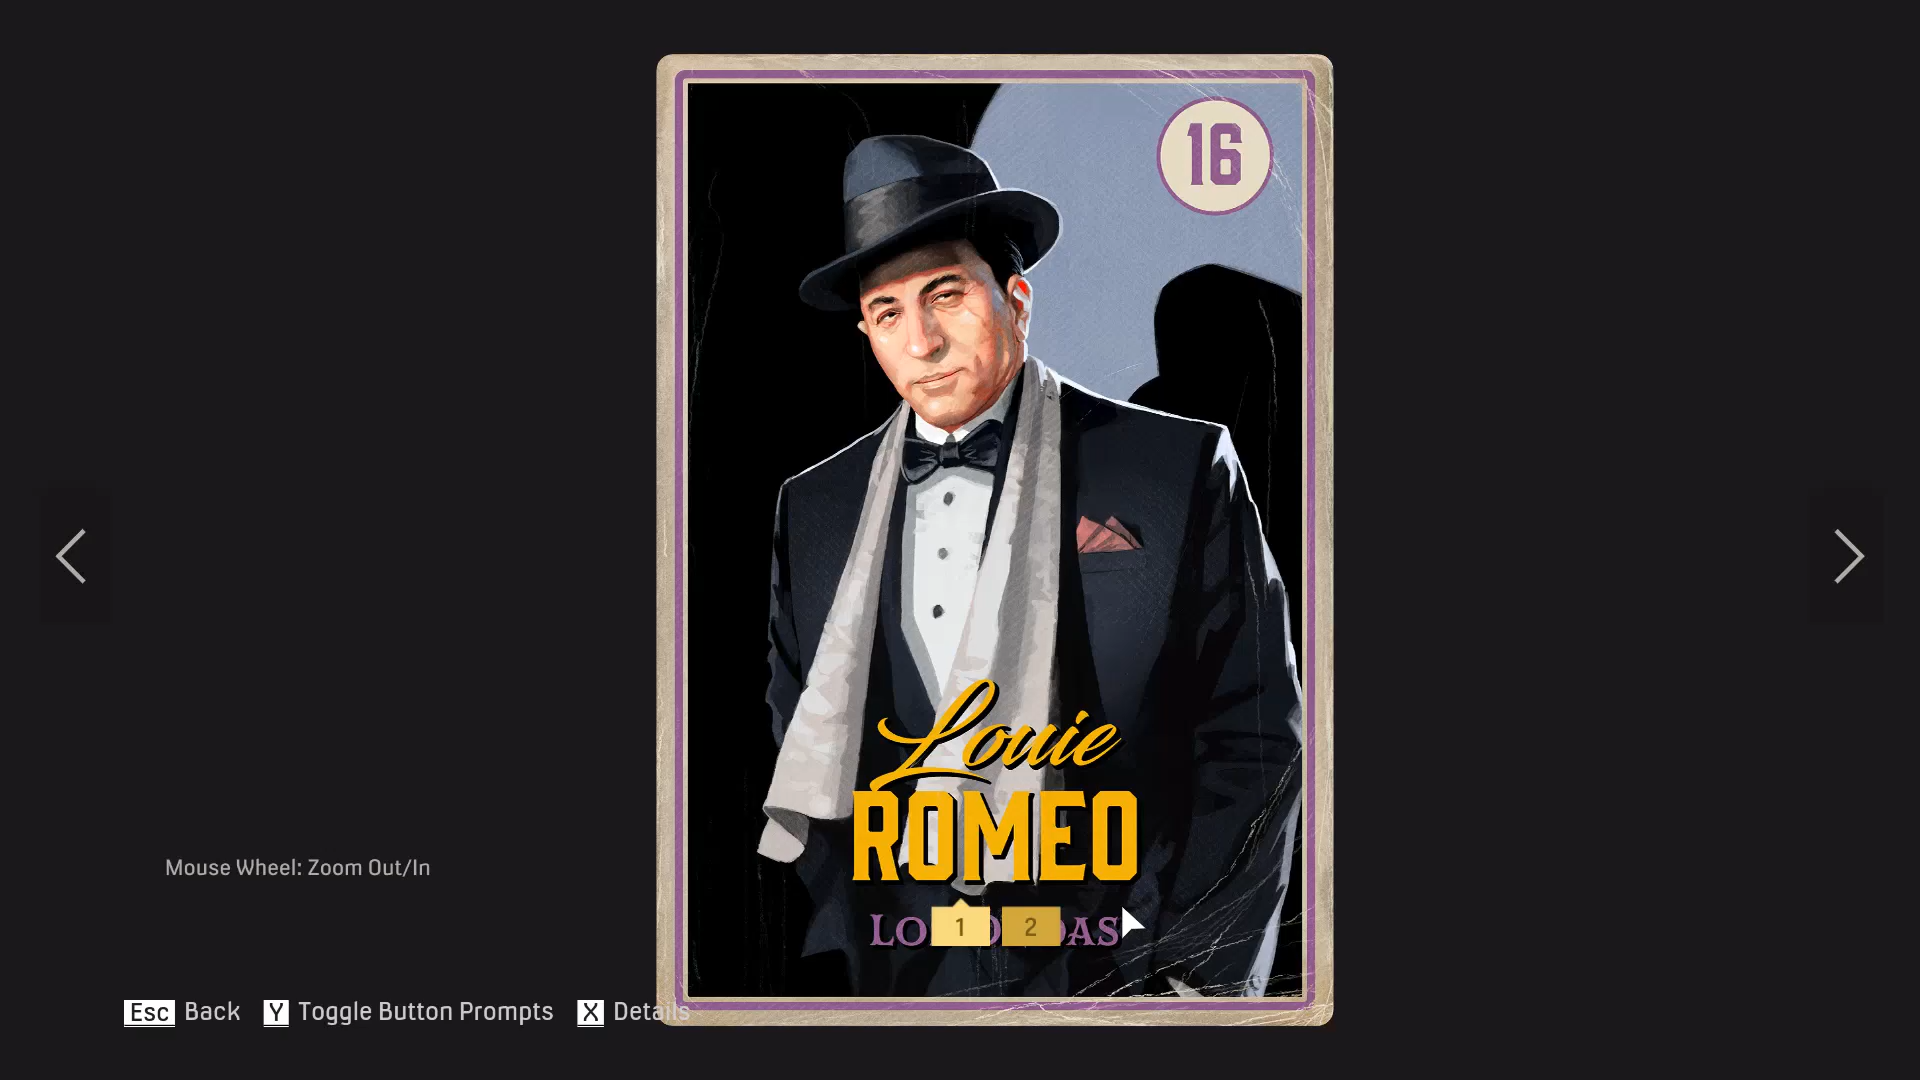 16
Louie
ROMEO
1 2
Mouse Wheel: Zoom Out/In
Esc Back Y Toggle Button Prompts X Details